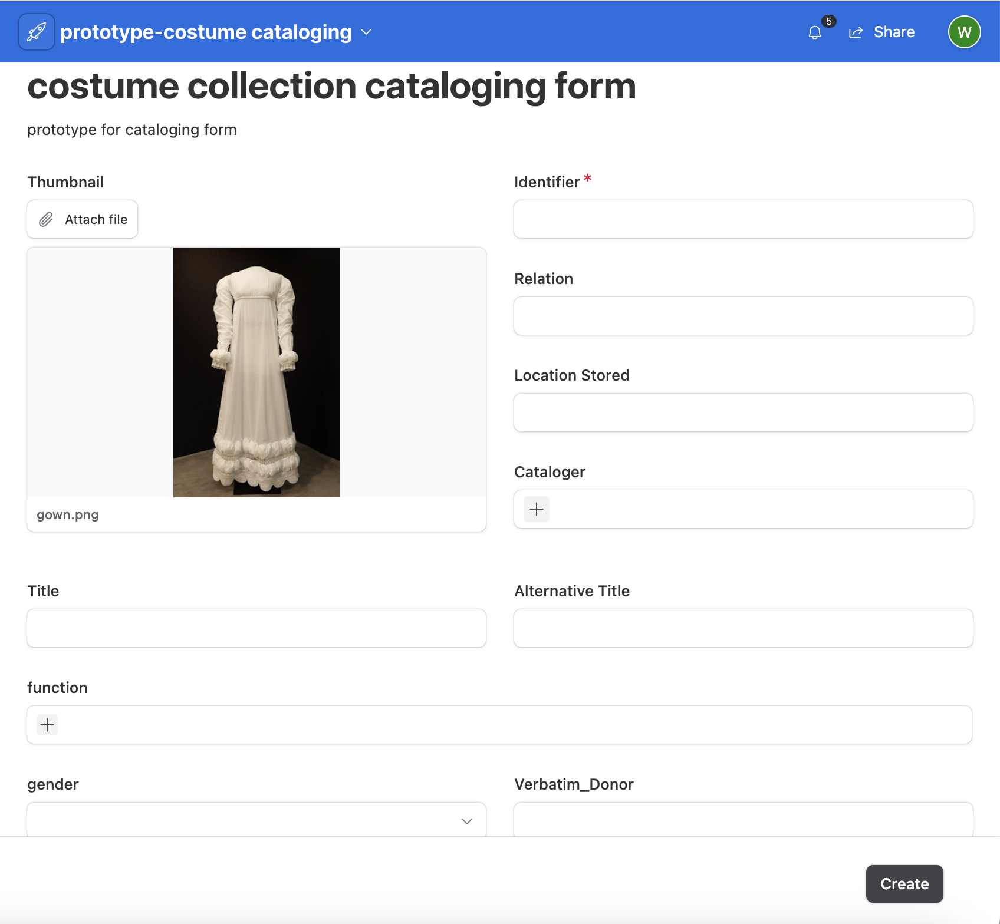 prototype-costume cataloging
5
Share
W
costume collection cataloging form
prototype for cataloging form
Thumbnail
Attach file
gown.png
Identifier *
Relation
Location Stored
Cataloger
Title
Alternative Title
function
gender
Verbatim_Donor
Create